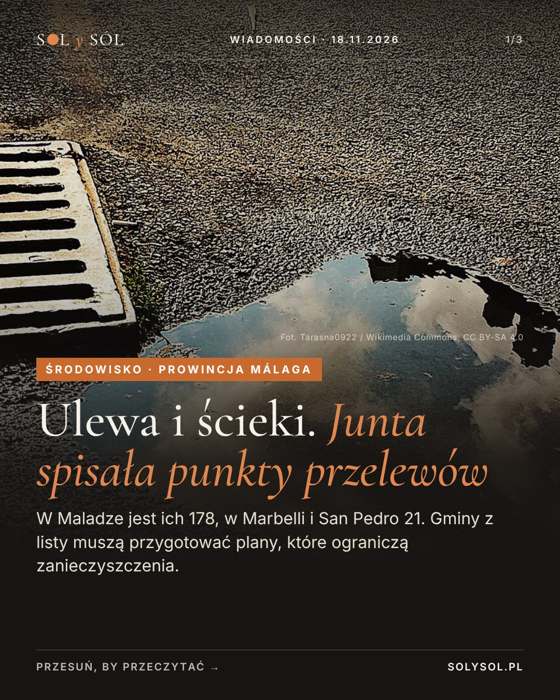 SOL y SOL
WIADOMOŚCI · 18.11.2026
1/3
Fot. Tarasna0922 / Wikimedia Commons, CC BY-SA 4.0
ŚRODOWISKO · PROWINCJA MÁLAGA
Ulewa i ścieki. Junta
spisała punkty przelewów
W Maladze jest ich 178, w Marbelli i San Pedro 21. Gminy z
listy muszą przygotować plany, które ograniczą
zanieczyszczenia.
PRZESUŃ, BY PRZECZYTAĆ →
SOLYSOL.PL